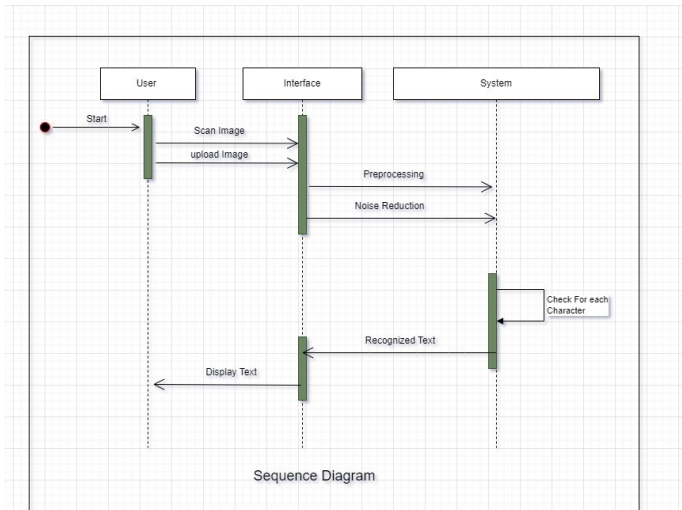 User
Interface
System
Start
Scan Image
upload Image
Preprocessing
Noise Reduction
Check For each
Character
Recognized Text
Display Text
Sequence Diagram